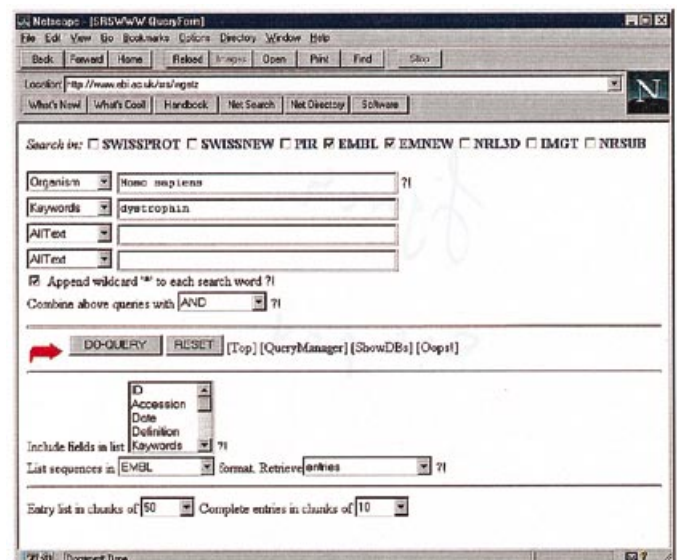 Netscape - [SRSWWW QueryForm]
File Edit View Go Bookmarks Options Directory Window Help
Back Forward Home Reload Images Open Print Find Stop
Location: http://www.ebi.ac.uk/srs/wgetz
What's New! What's Cool! Handbook Net Search Net Directory Software
Search in: SWISSPROT SWISSNEW PIR EMBL EMNEW NRL3D IMGT NRSUB
Organism Homo sapiens ?!
Keywords dystrophin
AllText
AllText
Append wildcard '*' to each search word ?!
Combine above queries with AND ?!
DO-QUERY RESET [Top] [QueryManager] [ShowDBs] [Oops!]
ID
Accession
Date
Definition
Include fields in list Keywords ?!
List sequences in EMBL format. Retrieve entries ?!
Entry list in chunks of 50 Complete entries in chunks of 10
Document: Done